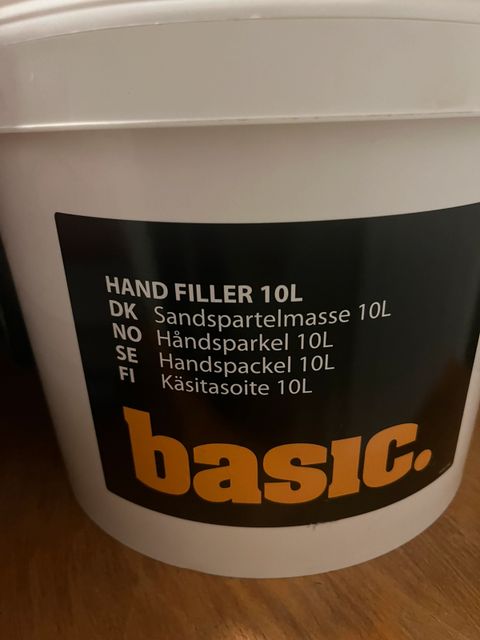 HAND FILLER 10L
DK Sandspartelmasse 10L
NO Håndsparkel 10L
SE Handspackel 10L
FI Käsitasoite 10L
basic.